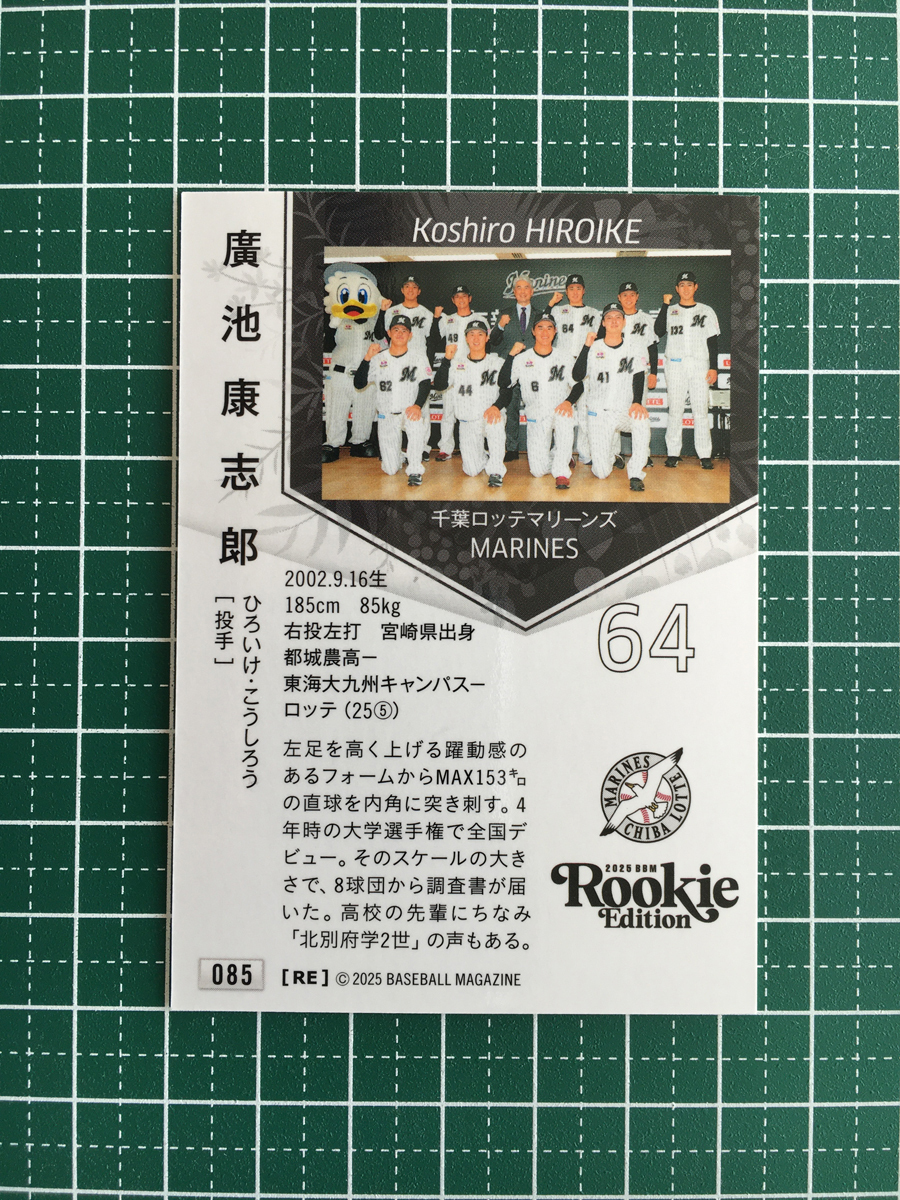 Koshiro HIROIKE
廣池康志郎
ひろいけ・こうしろう
[投手]
Marines
62
49
44
6
64
41
132
千葉ロッテマリーンズ
MARINES
64
2002.9.16生
185cm 85kg
右投左打 宮崎県出身
都城農高ー
東海大九州キャンパスー
ロッテ(25⑤)
左足を高く上げる躍動感の
あるフォームからMAX153㌔
の直球を内角に突き刺す。4
年時の大学選手権で全国デ
ビュー。そのスケールの大き
さで、8球団から調査書が届
いた。高校の先輩にちなみ
「北別府学2世」の声もある。
MARINES
CHIBA LOTTE
2025 BBM
Rookie
Edition
085
[RE] © 2025 BASEBALL MAGAZINE